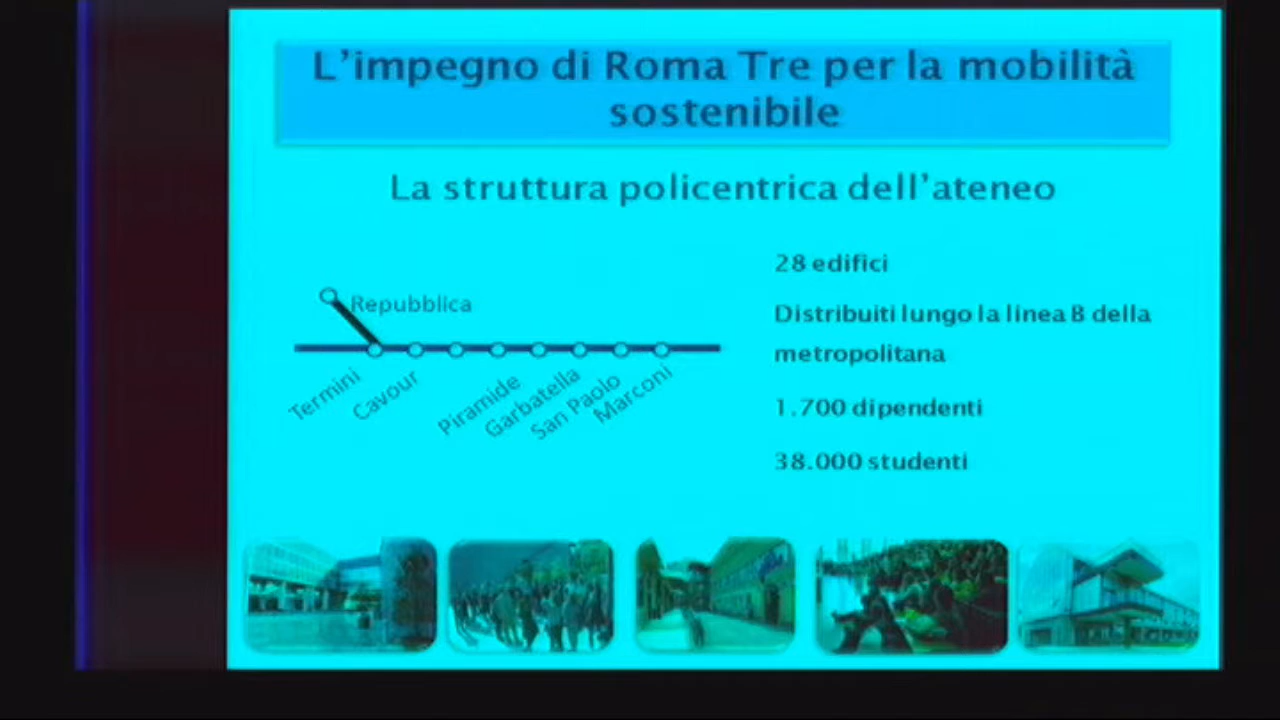 L'impegno di Roma Tre per la mobilità
sostenibile
La struttura policentrica dell'ateneo
Repubblica
Termini
Cavour
Piramide
Garbatella
San Paolo
Marconi
28 edifici
Distribuiti lungo la linea B della
metropolitana
1.700 dipendenti
38.000 studenti